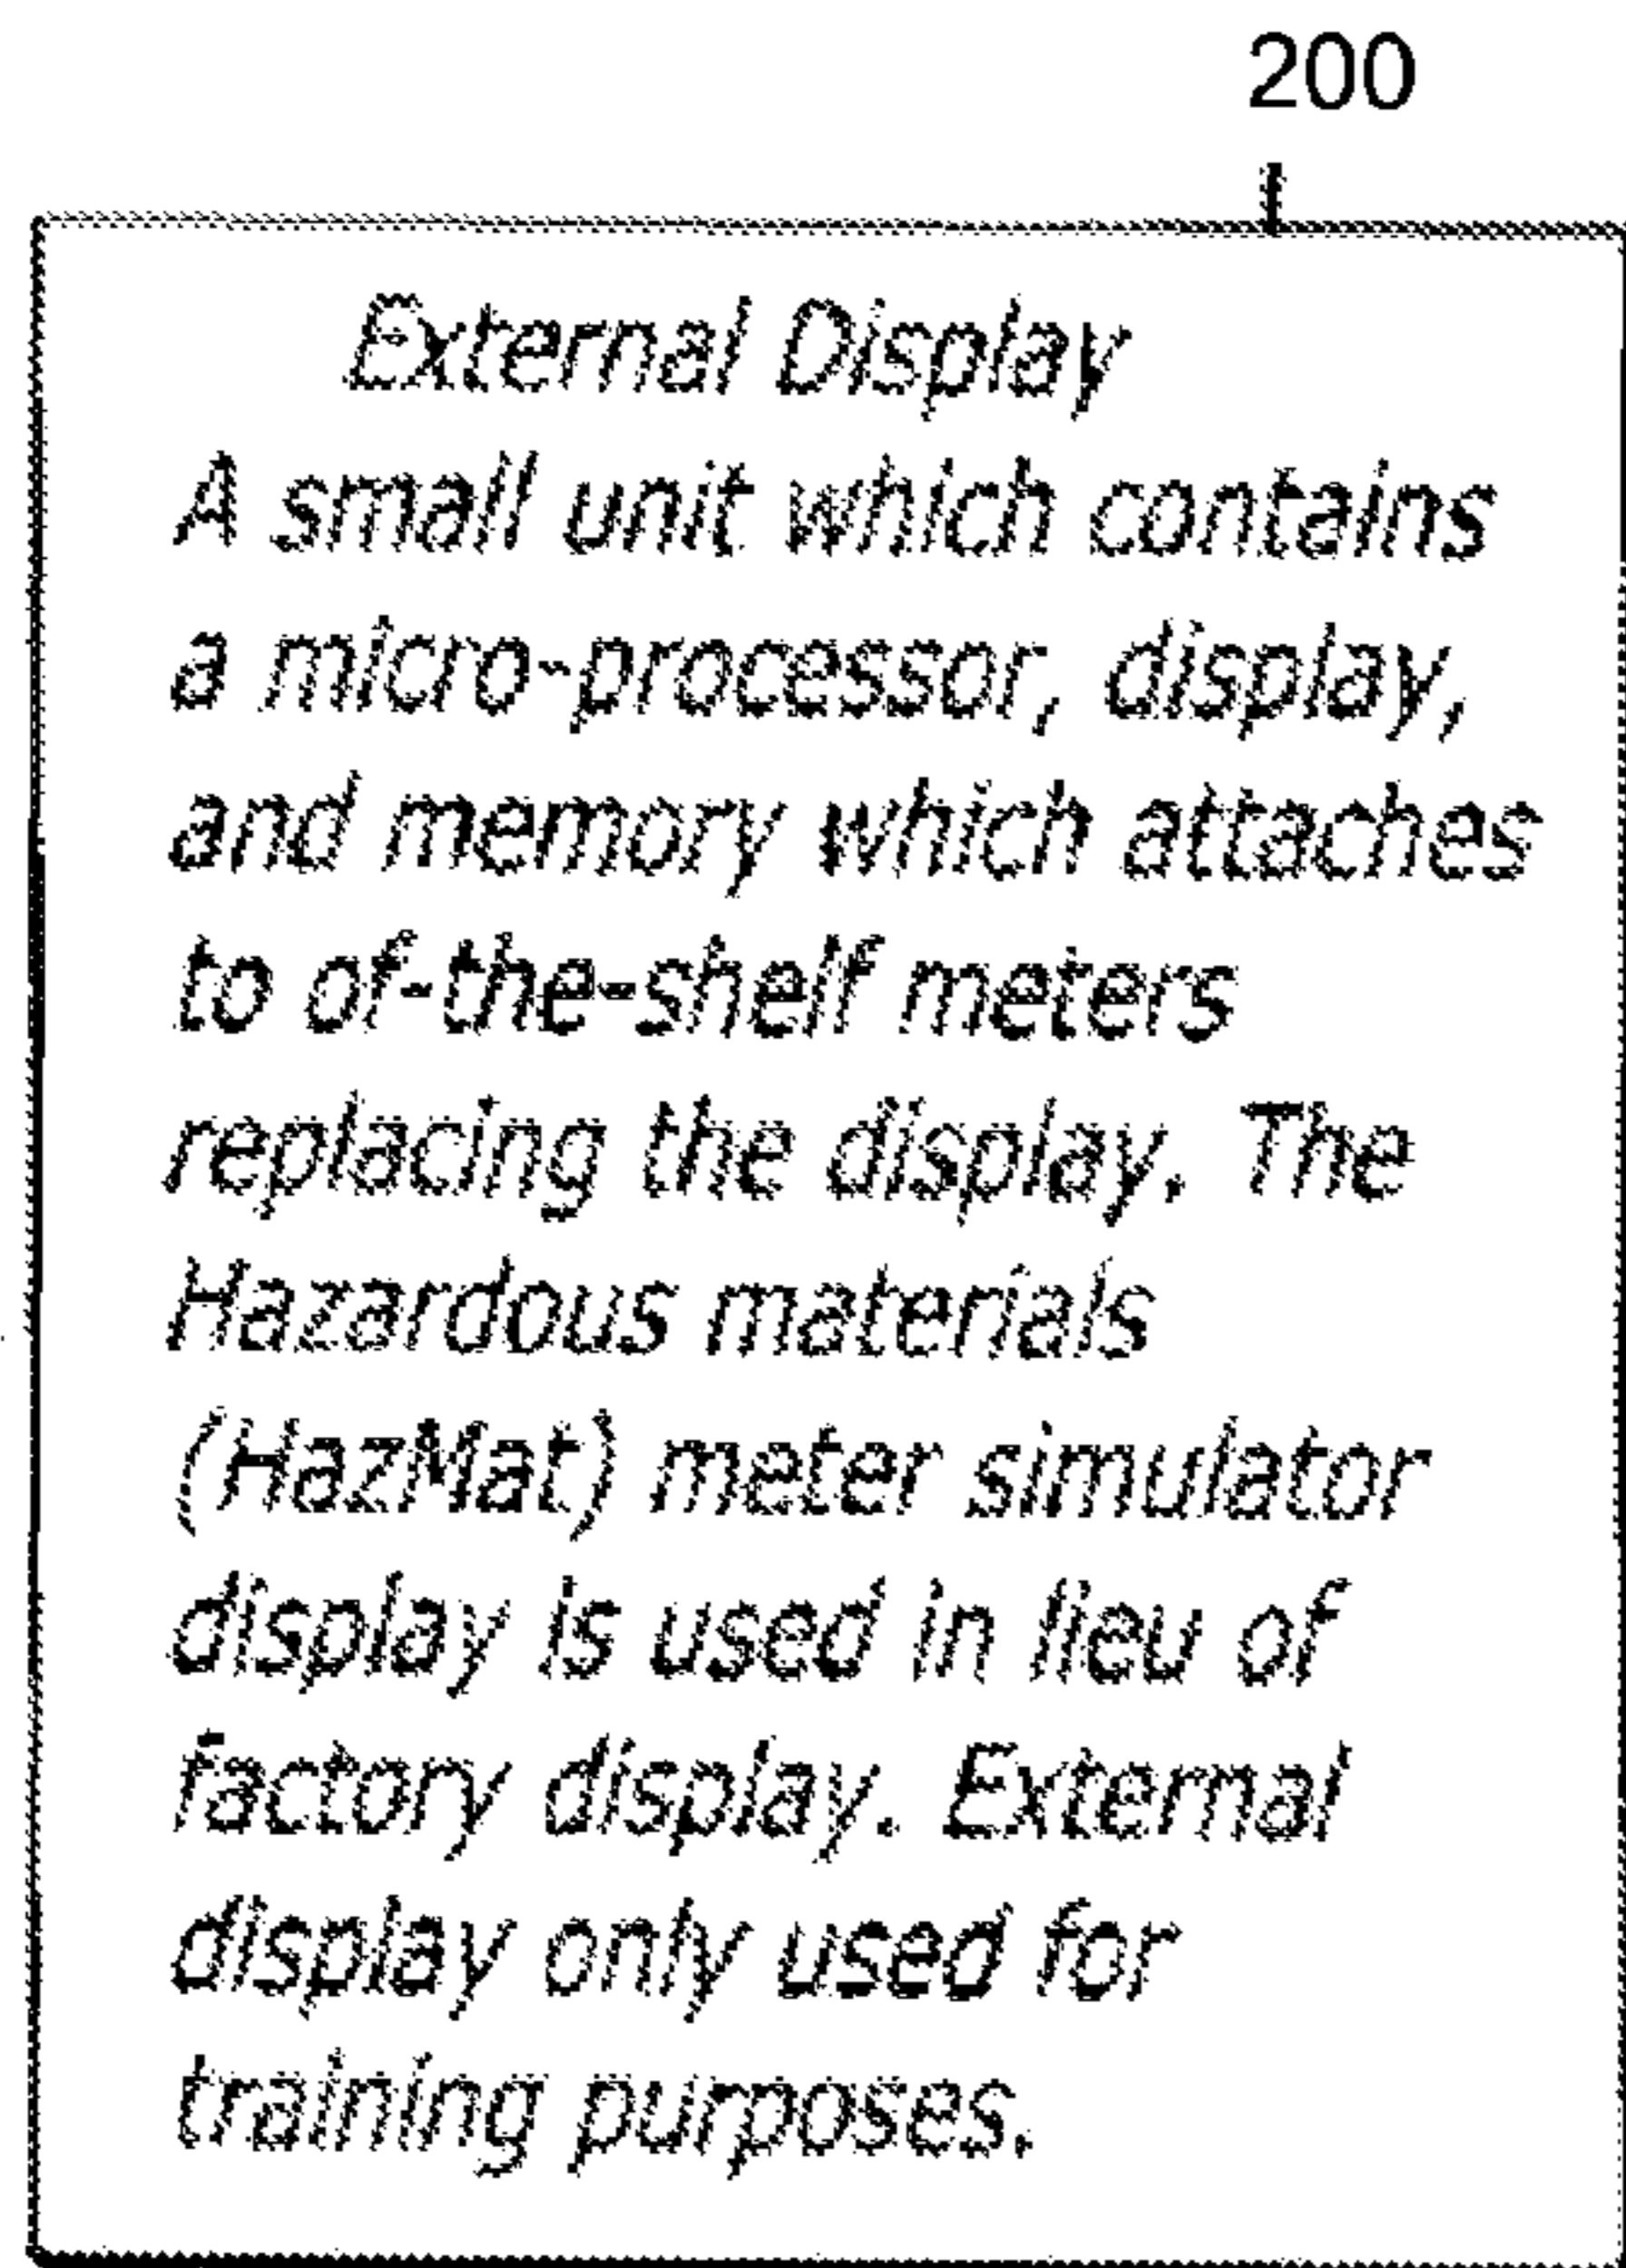 200
External Display
A small unit which contains
a micro-processor, display,
and memory which attaches
to of-the-shelf meters
replacing the display. The
Hazardous materials
(HazMat) meter simulator
display is used in lieu of
factory display. External
display only used for
training purposes.